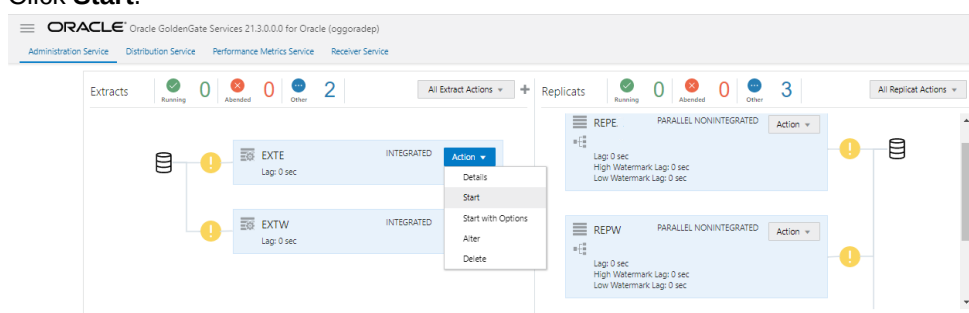 Click Start.
ORACLE Oracle GoldenGate Services 21.3.0.0.0 for Oracle (oggoradep)
Administration Service Distribution Service Performance Metrics Service Receiver Service
Extracts Running 0 Abended 0 Other 2 All Extract Actions
Replicats Running 0 Abended 0 Other 3 All Replicat Actions
EXTE INTEGRATED Action
Lag: 0 sec
Details
Start
Start with Options
Alter
Delete
EXTW INTEGRATED
Lag: 0 sec
REPE PARALLEL NONINTEGRATED Action
Lag: 0 sec
High Watermark Lag: 0 sec
Low Watermark Lag: 0 sec
REPW PARALLEL NONINTEGRATED Action
Lag: 0 sec
High Watermark Lag: 0 sec
Low Watermark Lag: 0 sec